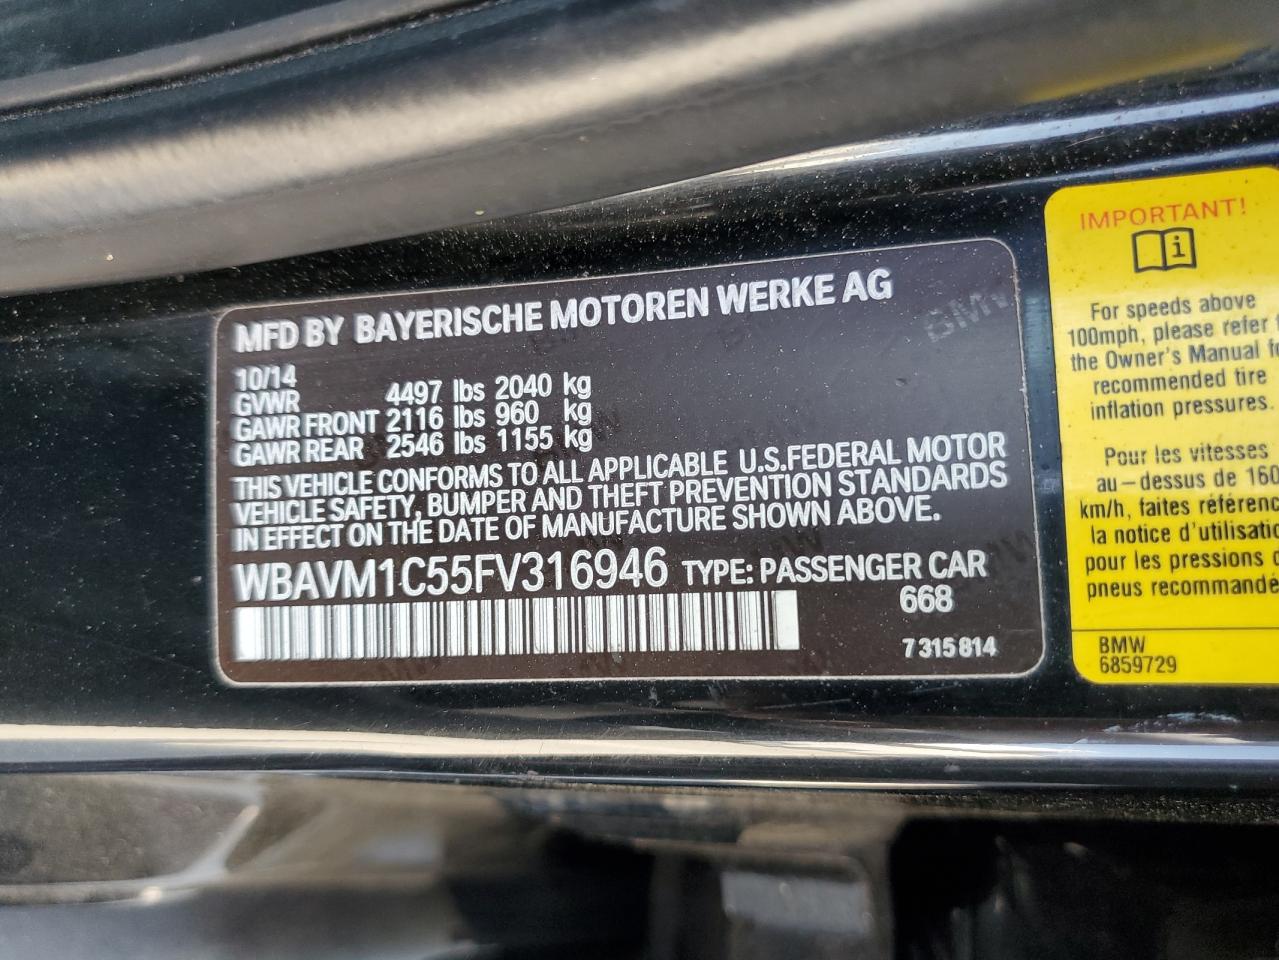 MFD BY BAYERISCHE MOTOREN WERKE AG
10/14
GVWR 4497 lbs 2040 kg
GAWR FRONT 2116 lbs 960 kg
GAWR REAR 2546 lbs 1155 kg
THIS VEHICLE CONFORMS TO ALL APPLICABLE U.S.FEDERAL MOTOR
VEHICLE SAFETY, BUMPER AND THEFT PREVENTION STANDARDS
IN EFFECT ON THE DATE OF MANUFACTURE SHOWN ABOVE.
WBAVM1C55FV316946 TYPE: PASSENGER CAR
668
7 315 814
IMPORTANT!
i
For speeds above
100mph, please refer
the Owner's Manual
recommended tire
inflation pressures.
Pour les vitesses
au-dessus de 160
km/h, faites
la notice
pour les pressions
pneus
BMW
6859729